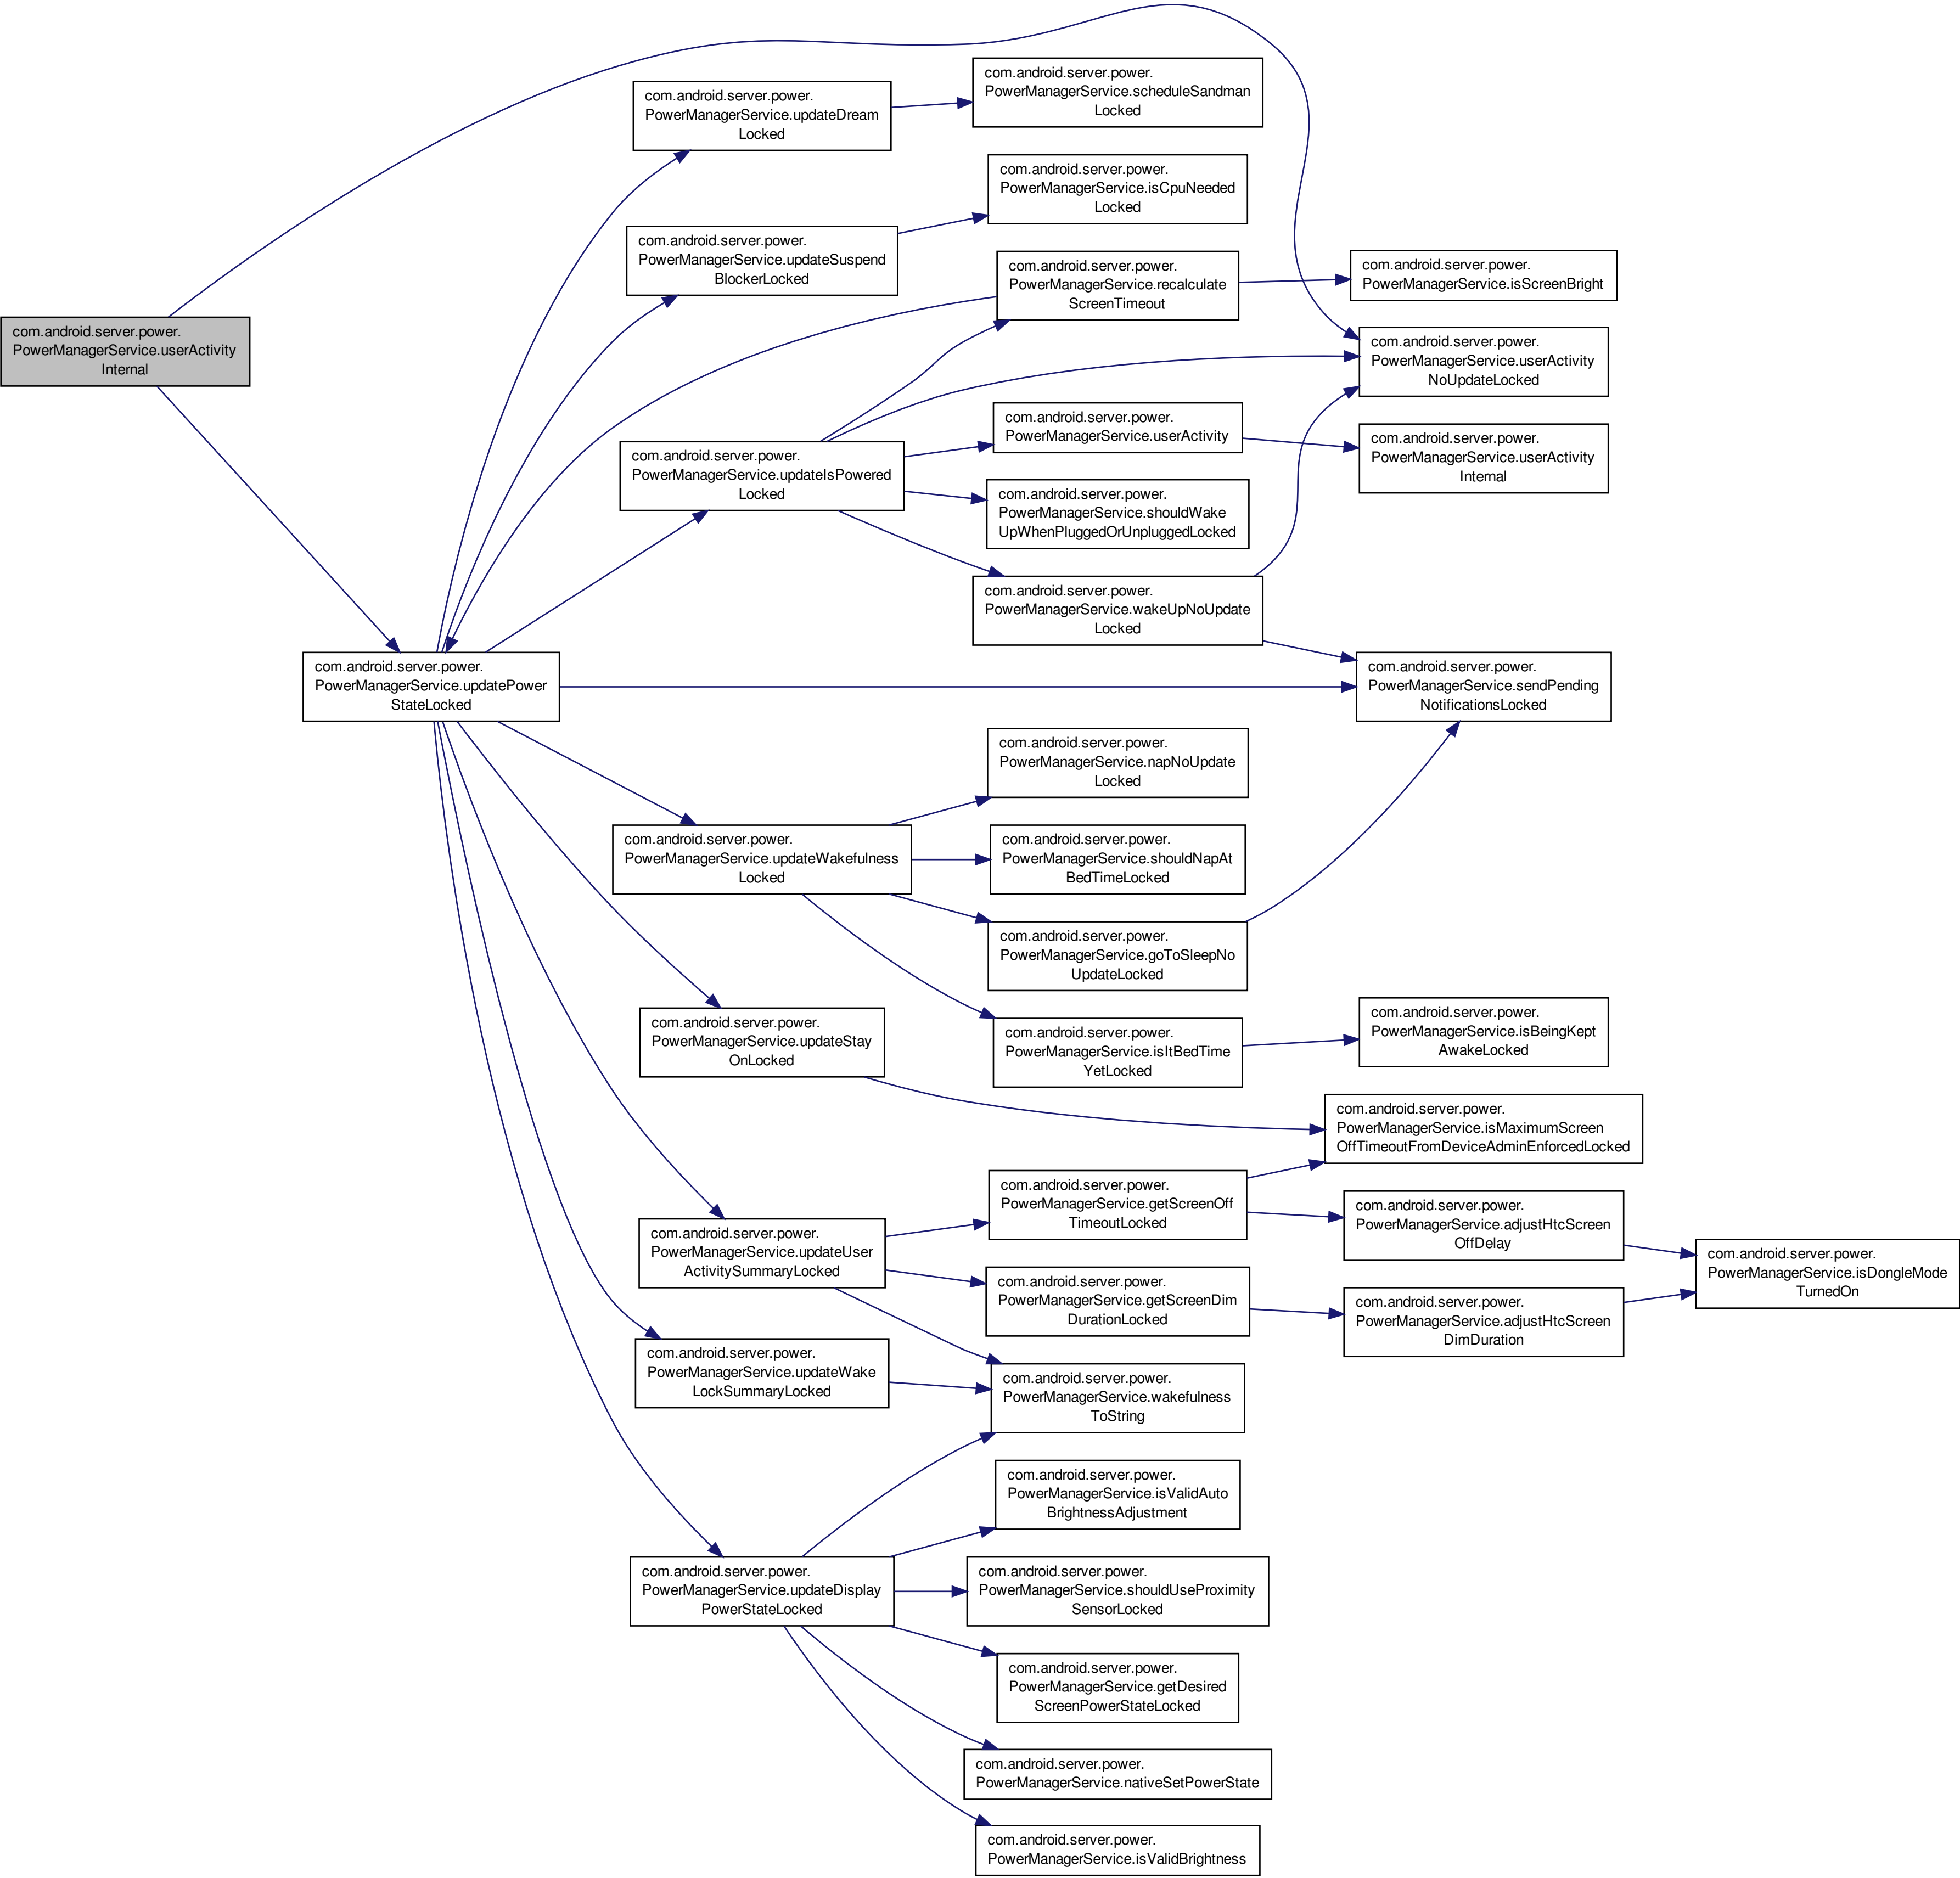 com.android.server.power.
PowerManagerService.userActivity
Internal
com.android.server.power.
PowerManagerService.updatePower
StateLocked
com.android.server.power.
PowerManagerService.updateDream
Locked
com.android.server.power.
PowerManagerService.updateSuspend
BlockerLocked
com.android.server.power.
PowerManagerService.updateIsPowered
Locked
com.android.server.power.
PowerManagerService.updateWakefulness
Locked
com.android.server.power.
PowerManagerService.updateStay
OnLocked
com.android.server.power.
PowerManagerService.updateUser
ActivitySummaryLocked
com.android.server.power.
PowerManagerService.updateWake
LockSummaryLocked
com.android.server.power.
PowerManagerService.updateDisplay
PowerStateLocked
com.android.server.power.
PowerManagerService.scheduleSandman
Locked
com.android.server.power.
PowerManagerService.isCpuNeeded
Locked
com.android.server.power.
PowerManagerService.recalculate
ScreenTimeout
com.android.server.power.
PowerManagerService.userActivity
com.android.server.power.
PowerManagerService.shouldWake
UpWhenPluggedOrUnpluggedLocked
com.android.server.power.
PowerManagerService.wakeUpNoUpdate
Locked
com.android.server.power.
PowerManagerService.napNoUpdate
Locked
com.android.server.power.
PowerManagerService.shouldNapAt
BedTimeLocked
com.android.server.power.
PowerManagerService.goToSleepNo
UpdateLocked
com.android.server.power.
PowerManagerService.isItBedTime
YetLocked
com.android.server.power.
PowerManagerService.getScreenOff
TimeoutLocked
com.android.server.power.
PowerManagerService.getScreenDim
DurationLocked
com.android.server.power.
PowerManagerService.wakefulness
ToString
com.android.server.power.
PowerManagerService.isValidAuto
BrightnessAdjustment
com.android.server.power.
PowerManagerService.shouldUseProximity
SensorLocked
com.android.server.power.
PowerManagerService.getDesired
ScreenPowerStateLocked
com.android.server.power.
PowerManagerService.nativeSetPowerState
com.android.server.power.
PowerManagerService.isValidBrightness
com.android.server.power.
PowerManagerService.isScreenBright
com.android.server.power.
PowerManagerService.userActivity
NoUpdateLocked
com.android.server.power.
PowerManagerService.userActivity
Internal
com.android.server.power.
PowerManagerService.sendPending
NotificationsLocked
com.android.server.power.
PowerManagerService.isBeingKept
AwakeLocked
com.android.server.power.
PowerManagerService.isMaximumScreen
OffTimeoutFromDeviceAdminEnforcedLocked
com.android.server.power.
PowerManagerService.adjustHtcScreen
OffDelay
com.android.server.power.
PowerManagerService.adjustHtcScreen
DimDuration
com.android.server.power.
PowerManagerService.isDongleMode
TurnedOn